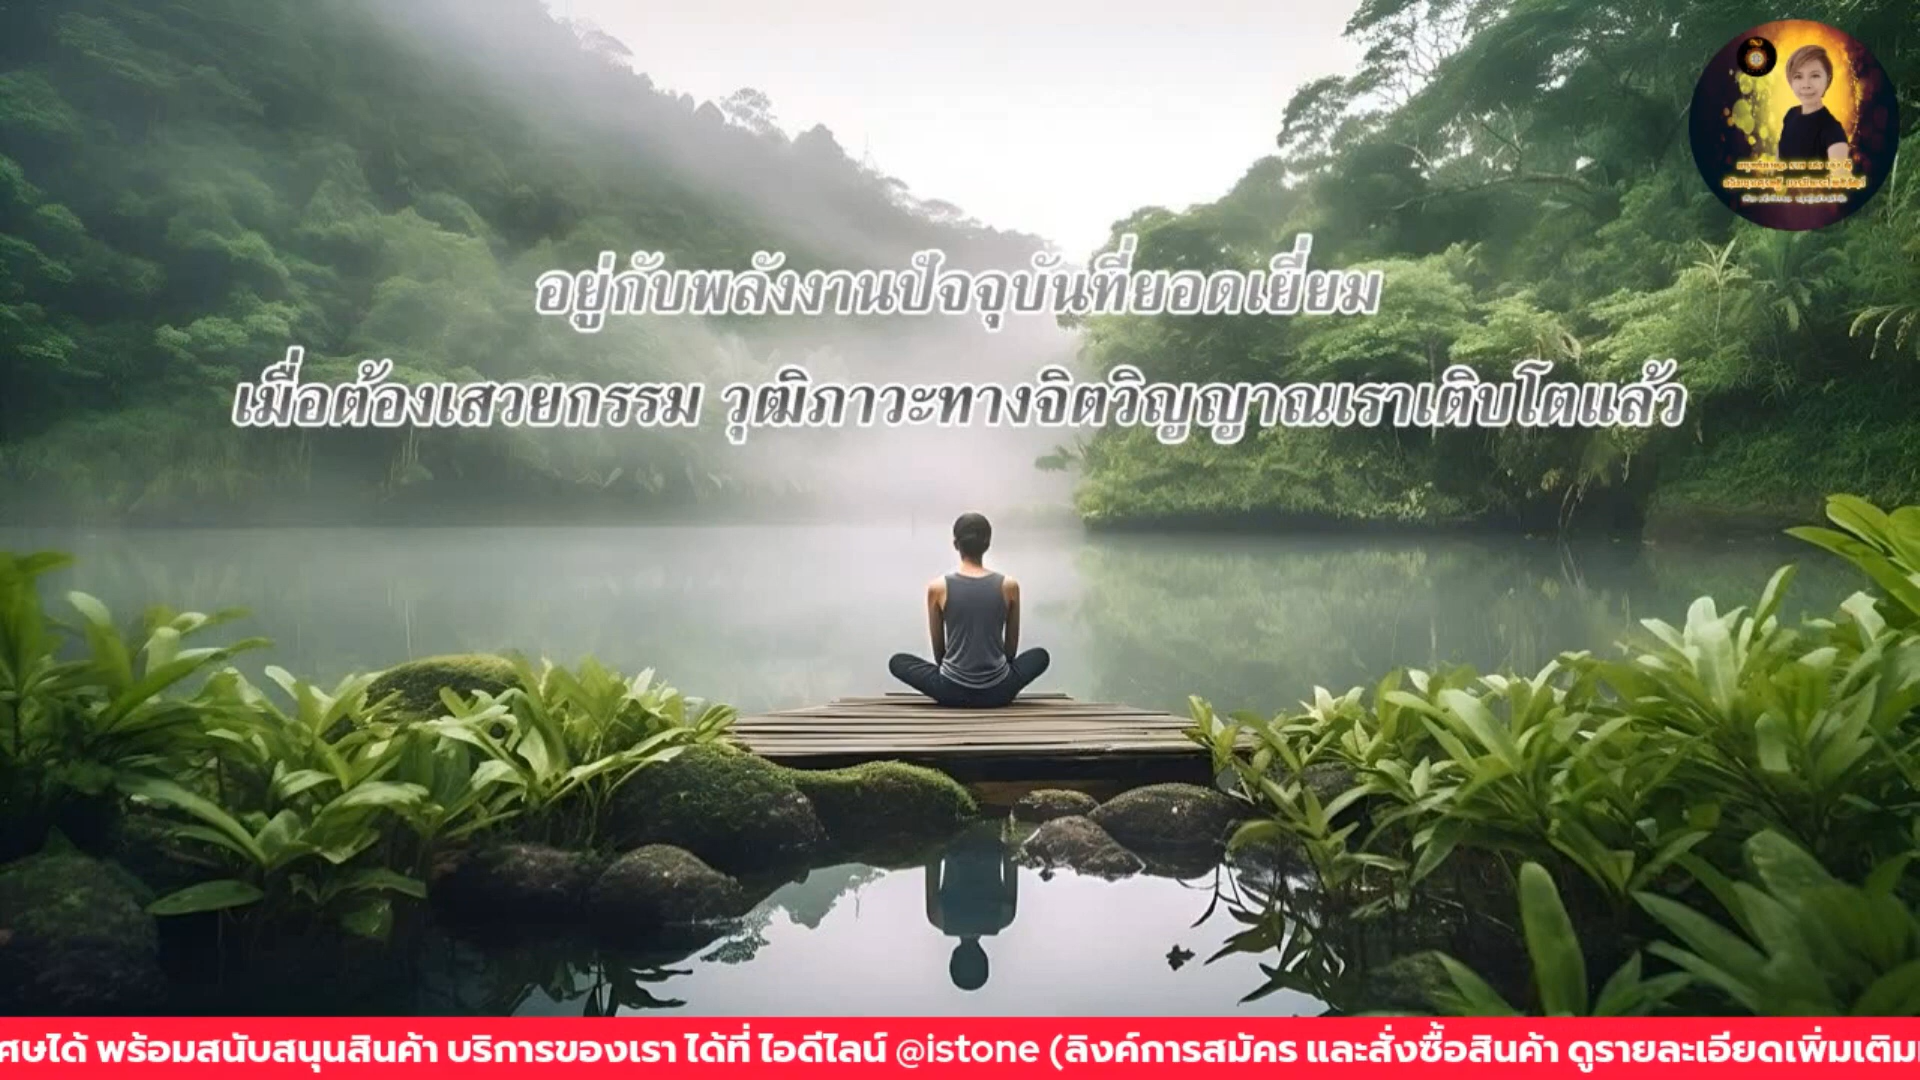 อยู่กับพลังงานปัจจุบันที่ยอดเยี่ยม
เมื่อต้องเสวยกรรม วุฒิภาวะทางจิตวิญญาณเราเติบโตแล้ว
ศษได้ พร้อมสนับสนุนสินค้า บริการของเรา ได้ที่ ไอดีไลน์ @istone (ลิงค์การสมัคร และสั่งซื้อสินค้า ดูรายละเอียดเพิ่มเติม